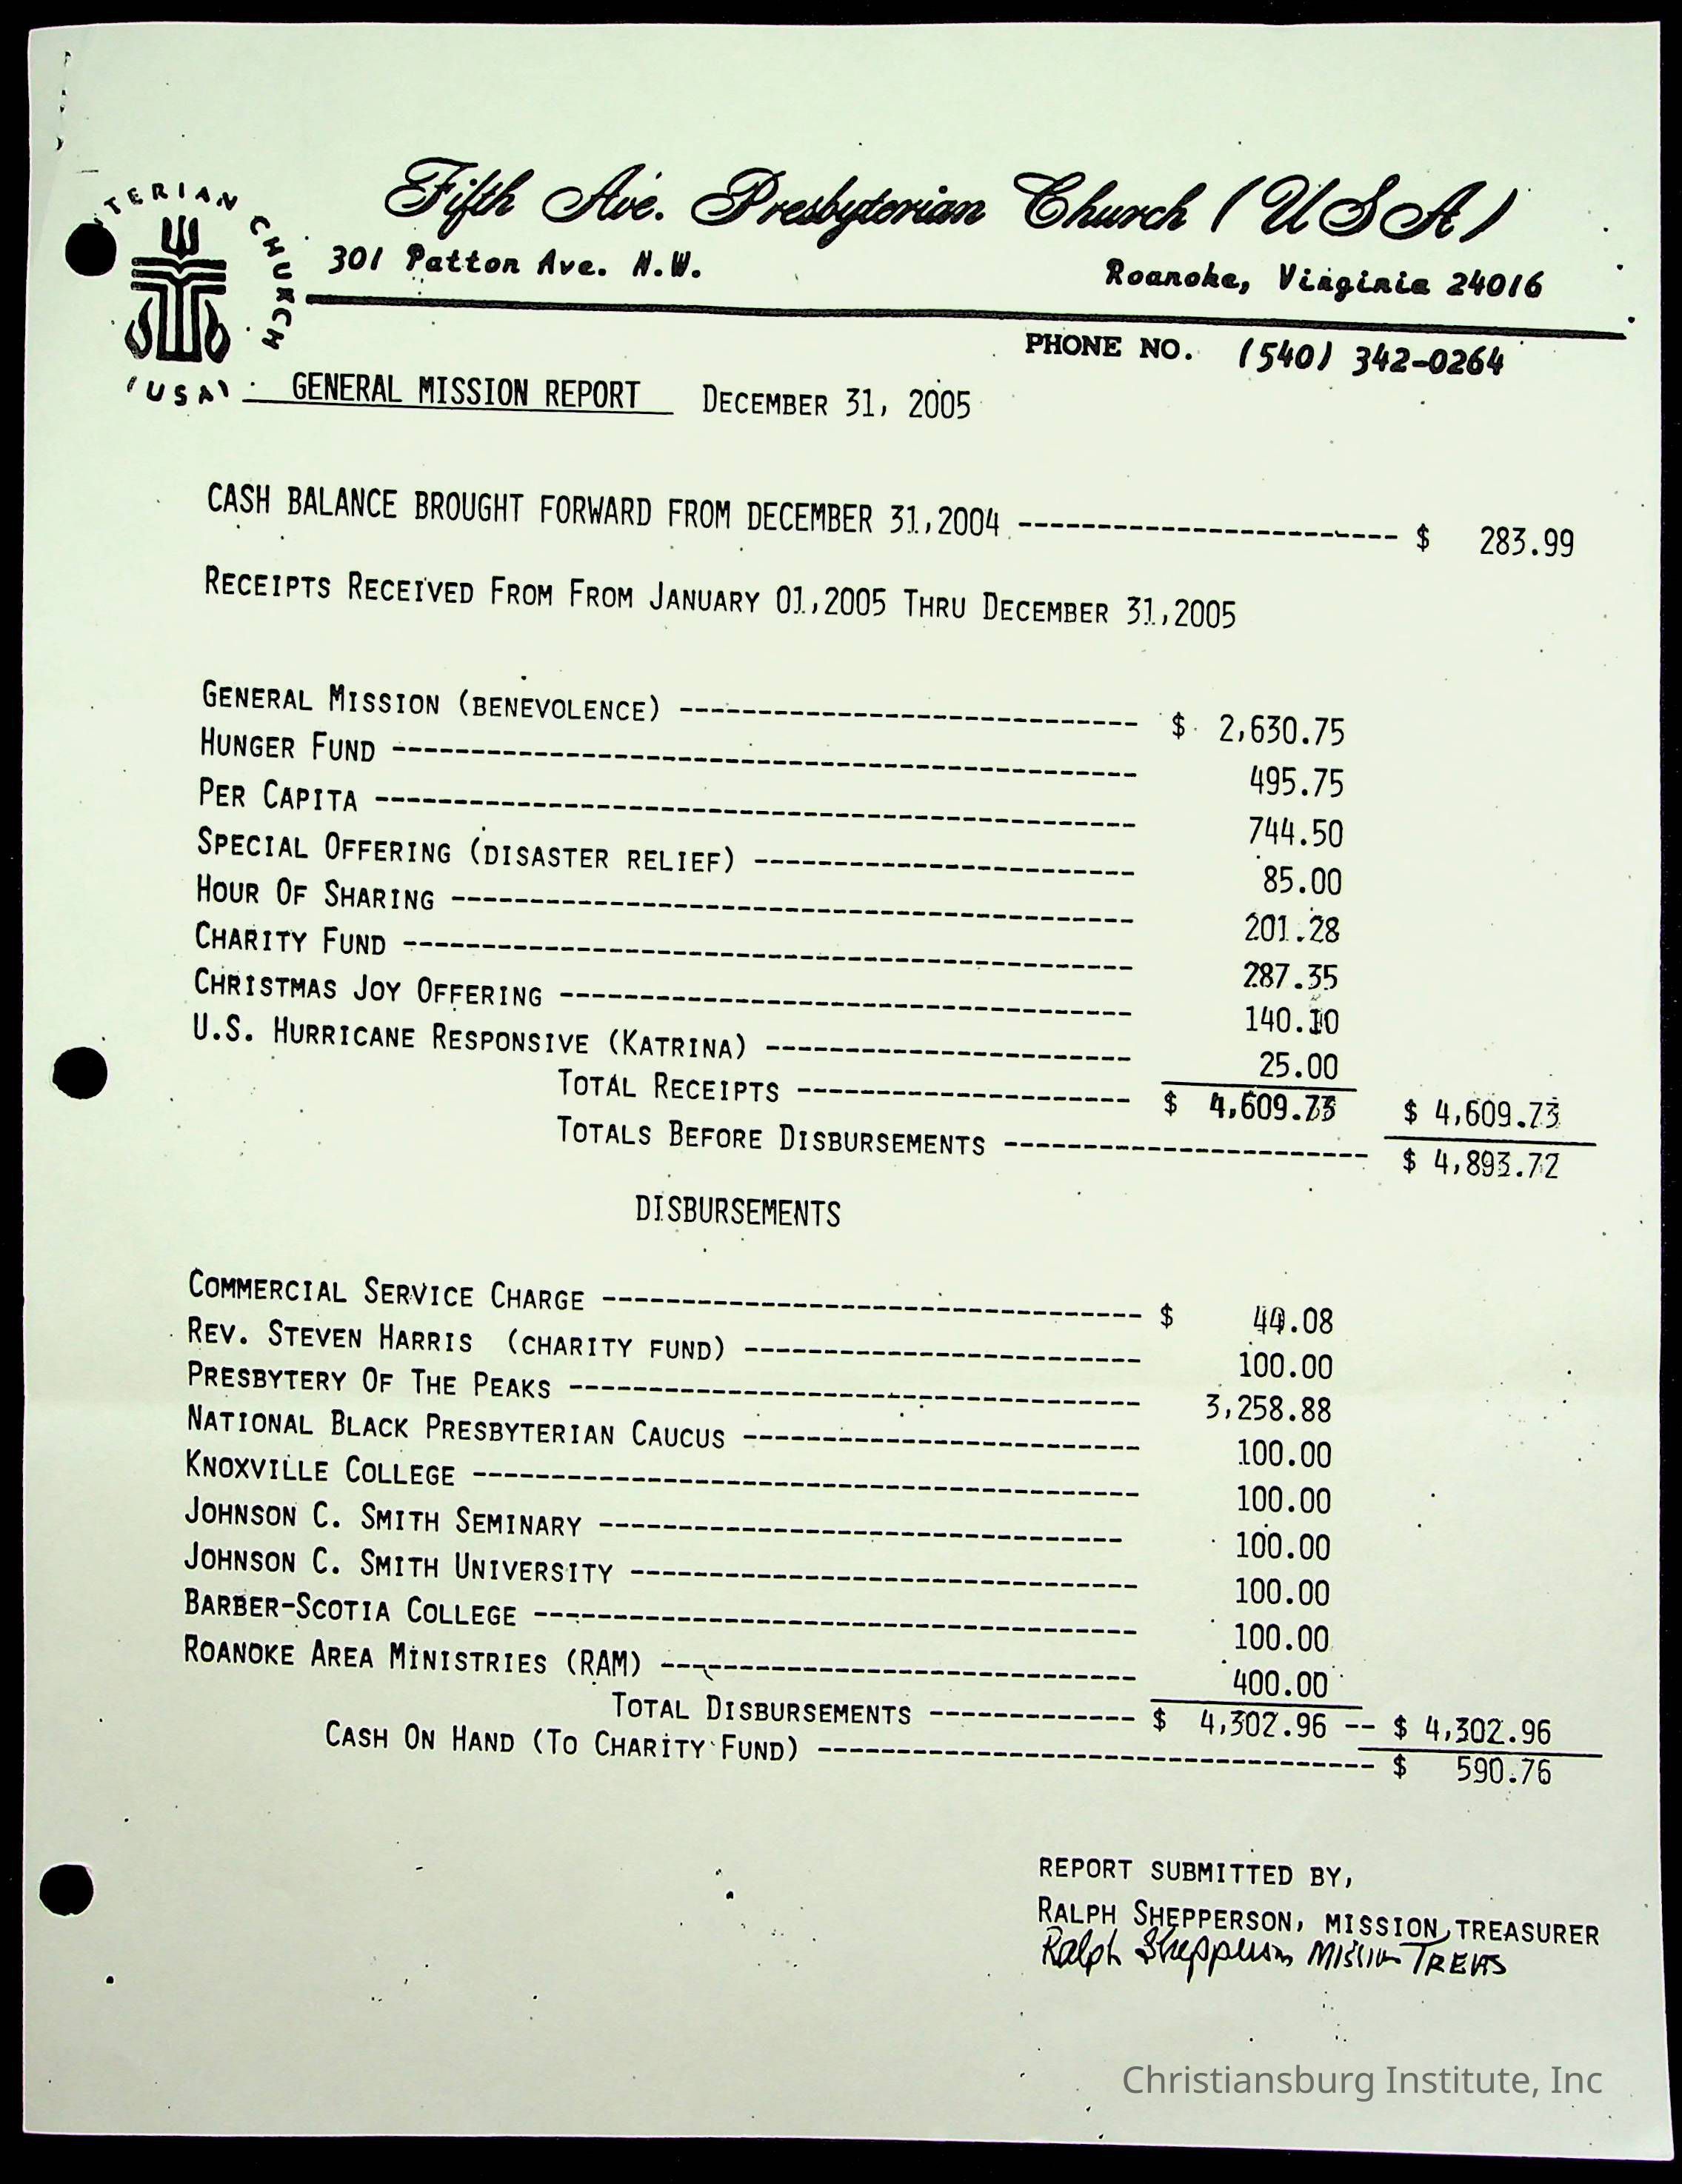 Fifth Ave. Presbyterian Church (USA)
301 Patton Ave. N.W. Roanoke, Virginia 24016
TERIAN CHURCH
(USA)
PHONE NO. (540) 342-0264
GENERAL MISSION REPORT DECEMBER 31, 2005
CASH BALANCE BROUGHT FORWARD FROM DECEMBER 31,2004 ------------------------ $ 283.99
RECEIPTS RECEIVED FROM FROM JANUARY 01,2005 THRU DECEMBER 31,2005
GENERAL MISSION (BENEVOLENCE) ----------------------------- $ 2,630.75
HUNGER FUND ----------------------------------------------- 495.75
PER CAPITA ------------------------------------------------ 744.50
SPECIAL OFFERING (DISASTER RELIEF) ------------------------ 85.00
HOUR OF SHARING ------------------------------------------- 201.28
CHARITY FUND ---------------------------------------------- 287.35
CHRISTMAS JOY OFFERING ------------------------------------ 140.10
U.S. HURRICANE RESPONSIVE (KATRINA) ----------------------- 25.00
TOTAL RECEIPTS --------------------- $ 4,609.73 $ 4,609.73
TOTALS BEFORE DISBURSEMENTS ----------------------- $ 4,893.72
DISBURSEMENTS
COMMERCIAL SERVICE CHARGE ---------------------------------- $ 44.08
REV. STEVEN HARRIS (CHARITY FUND) ------------------------- 100.00
PRESBYTERY OF THE PEAKS ------------------------------------ 3,258.88
NATIONAL BLACK PRESBYTERIAN CAUCUS ------------------------- 100.00
KNOXVILLE COLLEGE ------------------------------------------ 100.00
JOHNSON C. SMITH SEMINARY --------------------------------- 100.00
JOHNSON C. SMITH UNIVERSITY -------------------------------- 100.00
BARBER-SCOTIA COLLEGE -------------------------------------- 100.00
ROANOKE AREA MINISTRIES (RAM) ------------------------------ 400.00
TOTAL DISBURSEMENTS ------------- $ 4,302.96 -- $ 4,302.96
CASH ON HAND (TO CHARITY FUND) ----------------------------------- $ 590.76
REPORT SUBMITTED BY,
RALPH SHEPPERSON, MISSION TREASURER
Ralph Shepperson Mission TREAS
Christiansburg Institute, Inc